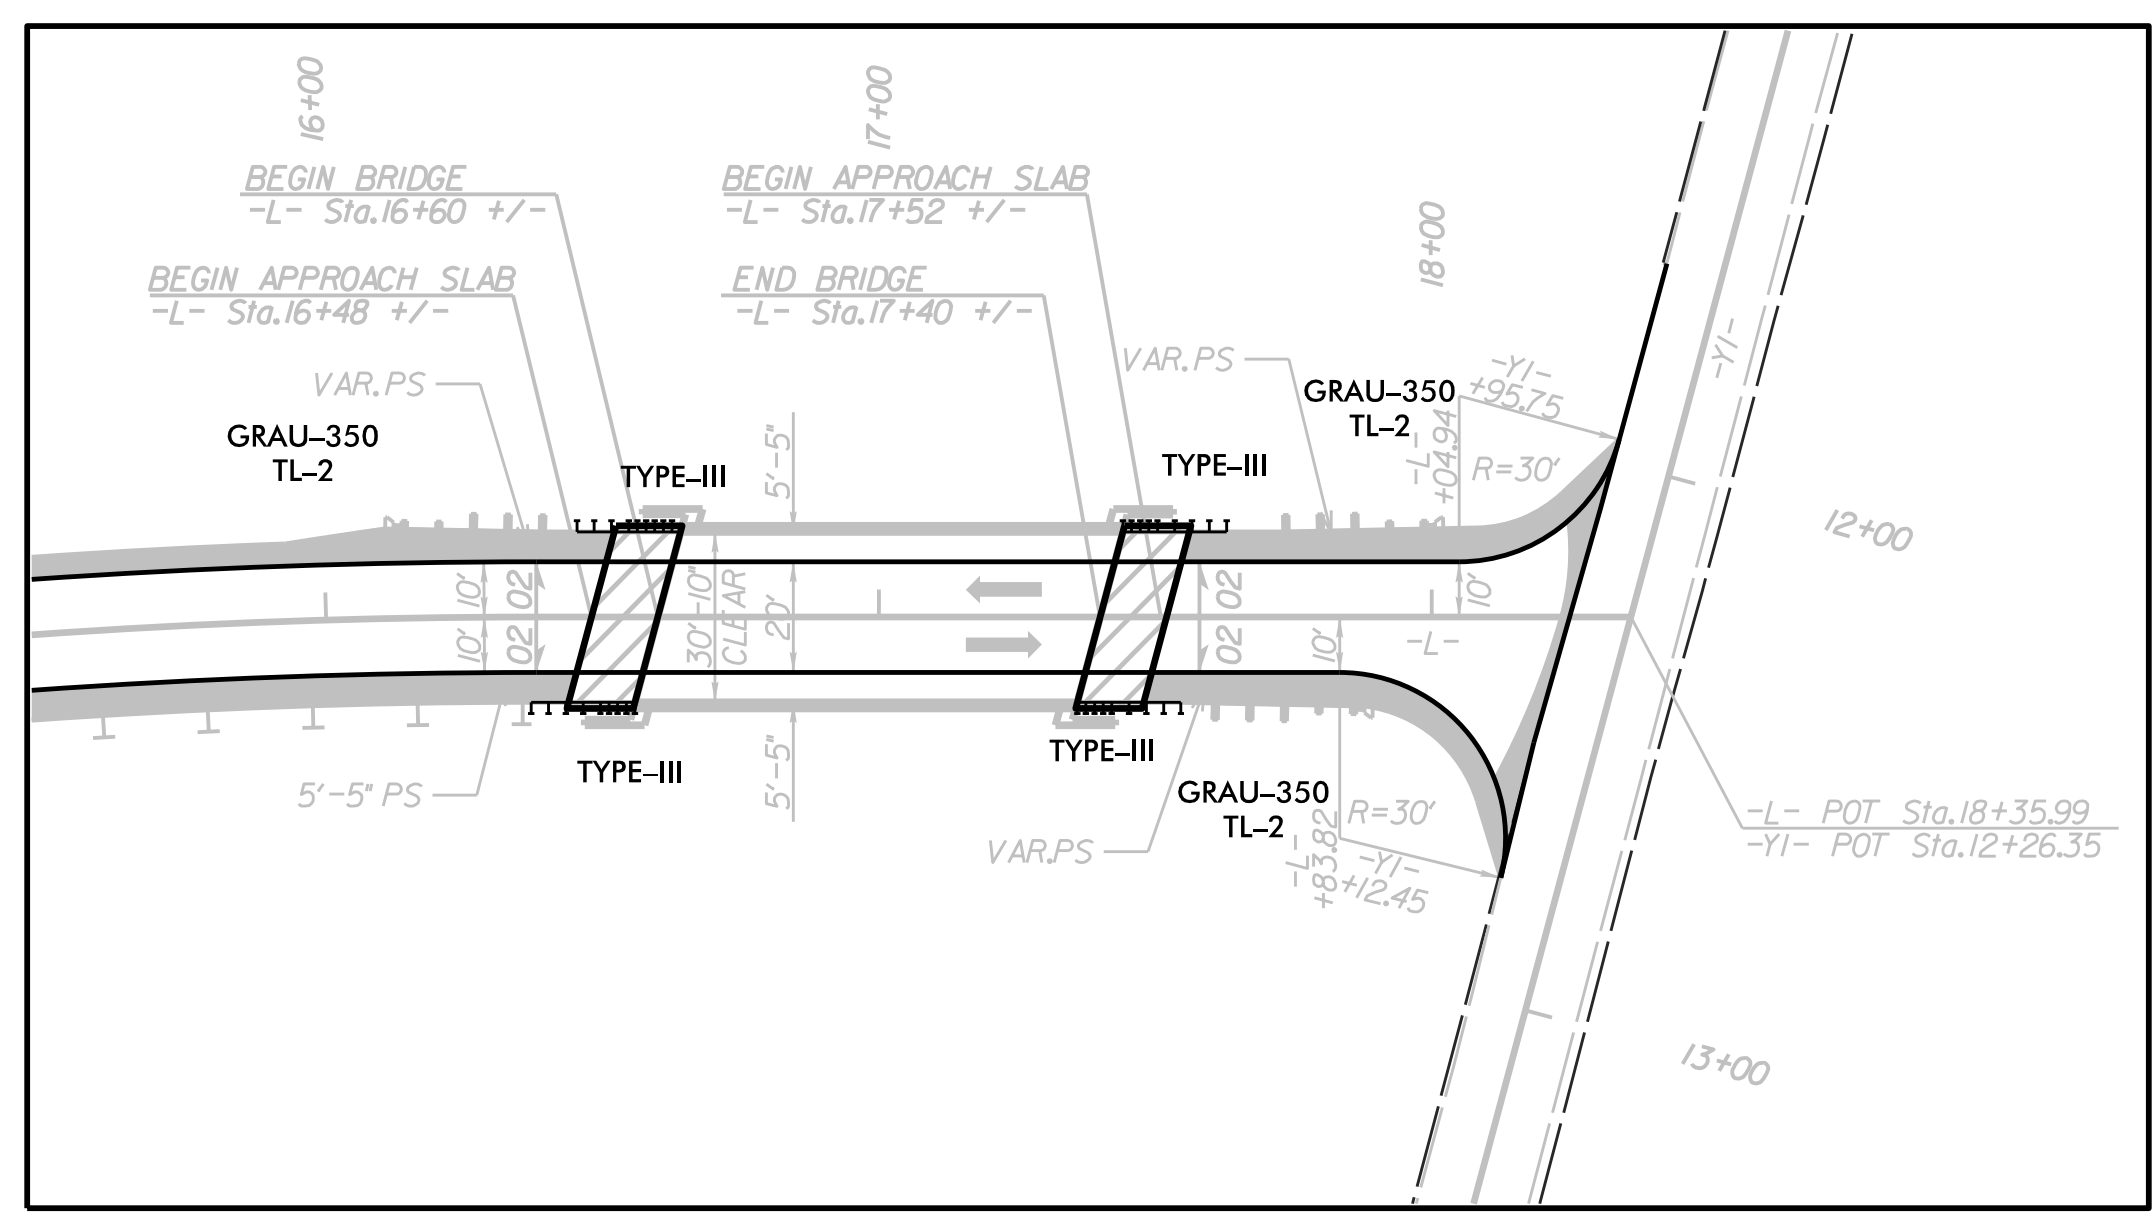 16+00
17+00
18+00
BEGIN BRIDGE
-L- Sta.16+60 +/-
BEGIN APPROACH SLAB
-L- Sta.17+52 +/-
BEGIN APPROACH SLAB
-L- Sta.16+48 +/-
END BRIDGE
-L- Sta.17+40 +/-
VAR.PS
VAR.PS
GRAU–350
TL–2
GRAU–350
TL–2
-Y1-
+95.75
-L-
+04.94
R=30'
-Y1-
TYPE–III
TYPE–III
5'-5"
12+00
10'
10'
02
02
30'-10"
CLEAR
20'
02
02
10'
10'
-L-
5'-5" PS
TYPE–III
5'-5"
TYPE–III
GRAU–350
TL–2
VAR.PS
R=30'
-L-
+83.82
-Y1-
+12.45
-L- POT Sta.18+35.99
-Y1- POT Sta.12+26.35
13+00